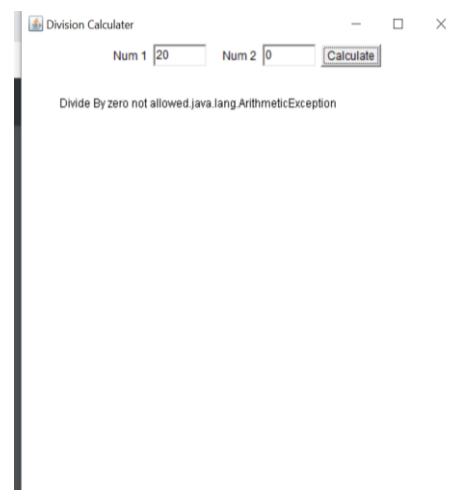 Division Calculater
Num 1 20 Num 2 0 Calculate
Divide By zero not allowed.java.lang.ArithmeticException